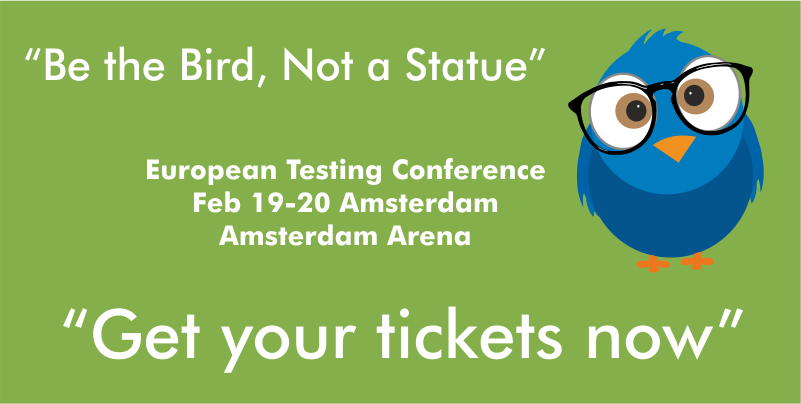 “Be the Bird, Not a Statue”
European Testing Conference
Feb 19-20 Amsterdam
Amsterdam Arena
“Get your tickets now”